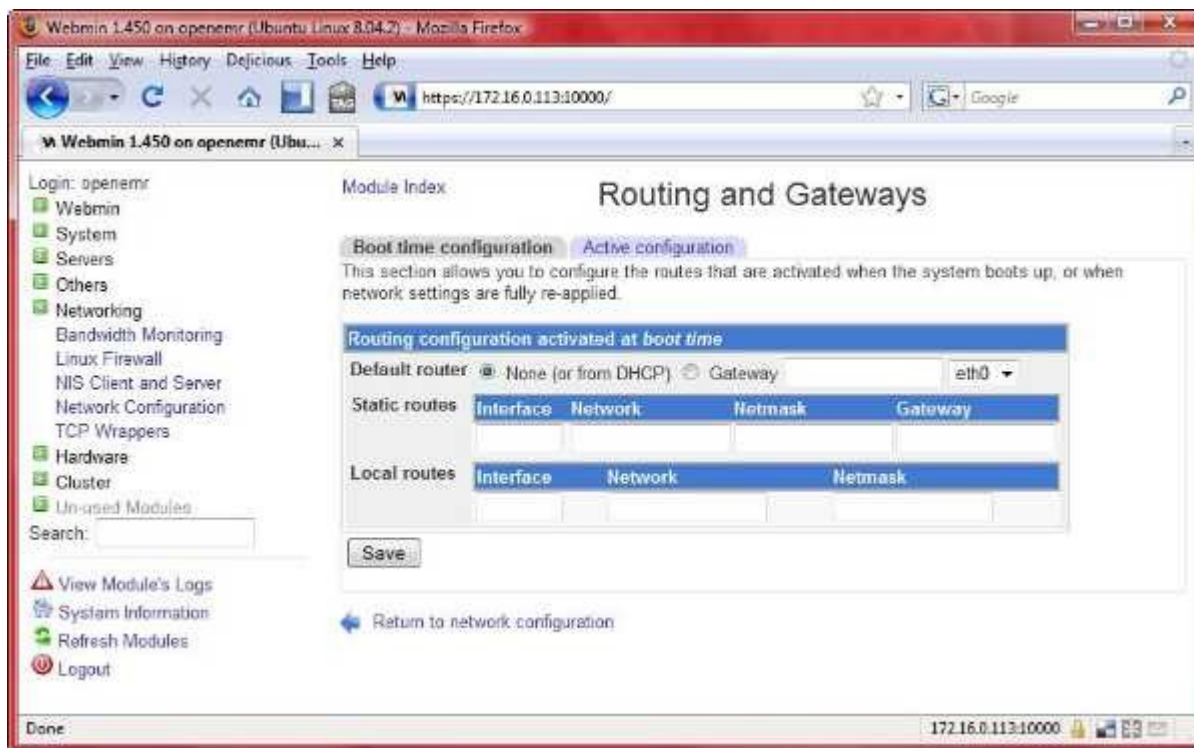 Webmin 1.450 on openemr (Ubuntu Linux 8.04.2) - Mozilla Firefox
File Edit View History Delicious Tools Help
https://172.16.0.113:10000/
Google
Webmin 1.450 on openemr (Ubu...
Login: openemr
Webmin
System
Servers
Others
Networking
Bandwidth Monitoring
Linux Firewall
NIS Client and Server
Network Configuration
TCP Wrappers
Hardware
Cluster
Un-used Modules
Search:
View Module's Logs
System Information
Refresh Modules
Logout
Module Index
Routing and Gateways
Boot time configuration Active configuration
This section allows you to configure the routes that are activated when the system boots up, or when
network settings are fully re-applied.
Routing configuration activated at boot time
Default router None (or from DHCP) Gateway eth0
Static routes Interface Network Netmask Gateway
Local routes Interface Network Netmask
Save
Return to network configuration
Done 172.16.0.113:10000